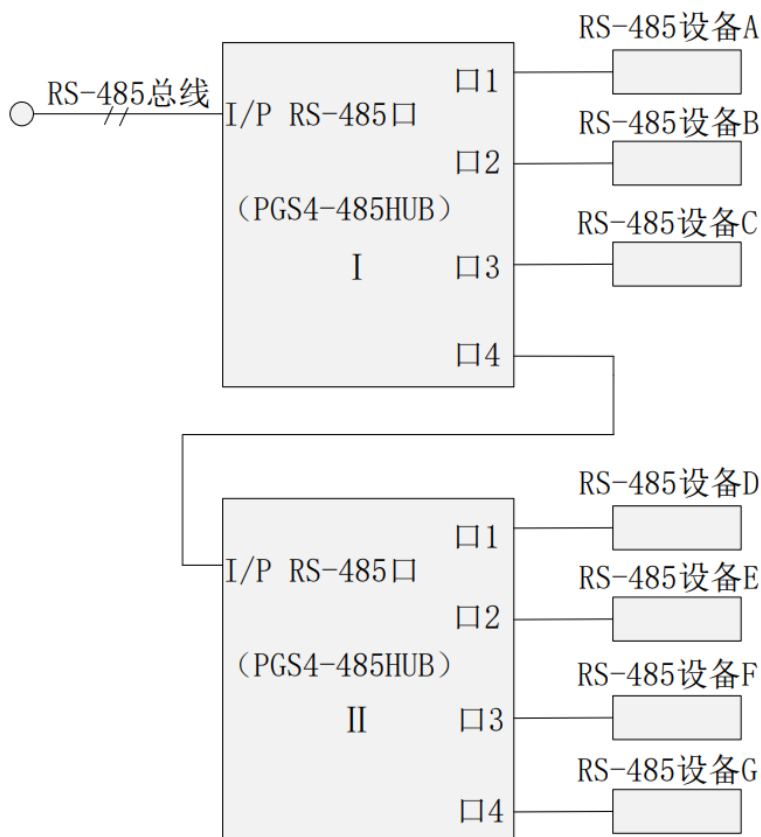 RS-485设备A
RS-485总线
口1
I/P RS-485口
RS-485设备B
口2
（PGS4-485HUB）
RS-485设备C
I
口3
口4
RS-485设备D
口1
I/P RS-485口
RS-485设备E
口2
（PGS4-485HUB）
RS-485设备F
II
口3
RS-485设备G
口4